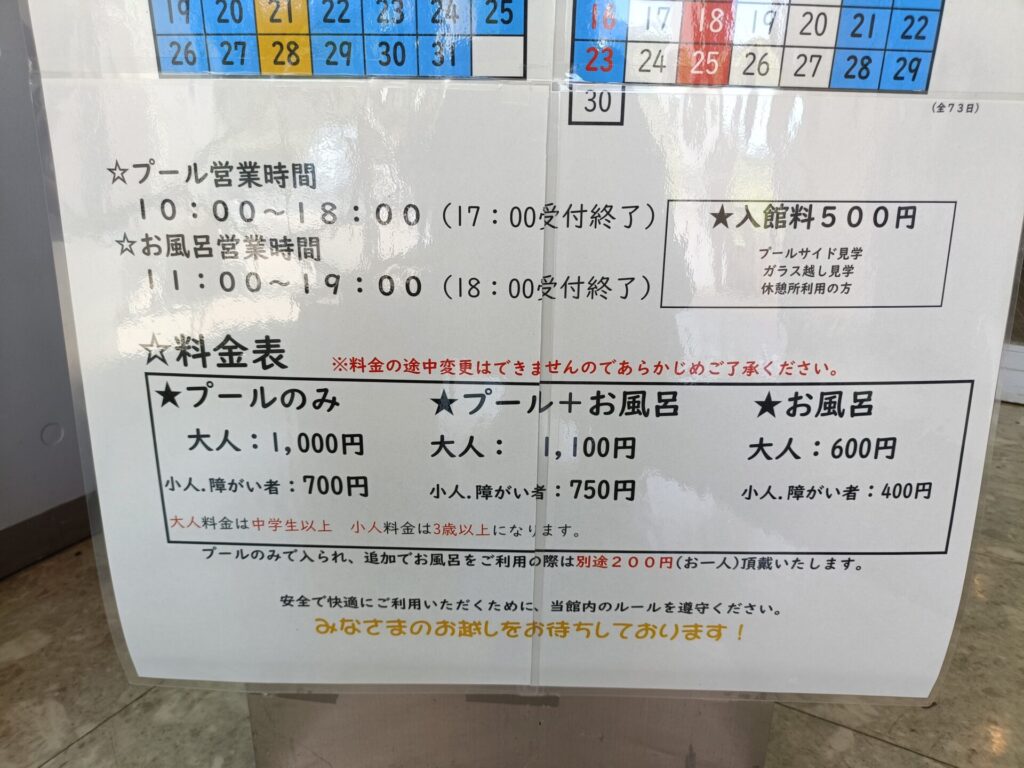 19 20 21 22 23 24 25
26 27 28 29 30 31
16 17 18 19 20 21 22
23 24 25 26 27 28 29
30
(全73日)
☆プール営業時間
10：00～18：00（17：00受付終了）
☆お風呂営業時間
11：00～19：00（18：00受付終了）
★入館料５００円
プールサイド見学
ガラス越し見学
休憩所利用の方
☆料金表 ※料金の途中変更はできませんのであらかじめご了承ください。
★プールのみ ★プール＋お風呂 ★お風呂
大人：1,000円 大人： 1,100円 大人：600円
小人.障がい者：700円 小人.障がい者：750円 小人.障がい者：400円
大人料金は中学生以上 小人料金は3歳以上になります。
プールのみで入られ、追加でお風呂をご利用の際は別途２００円(お一人)頂戴いたします。
安全で快適にご利用いただくために、当館内のルールを遵守ください。
みなさまのお越しをお待ちしております！